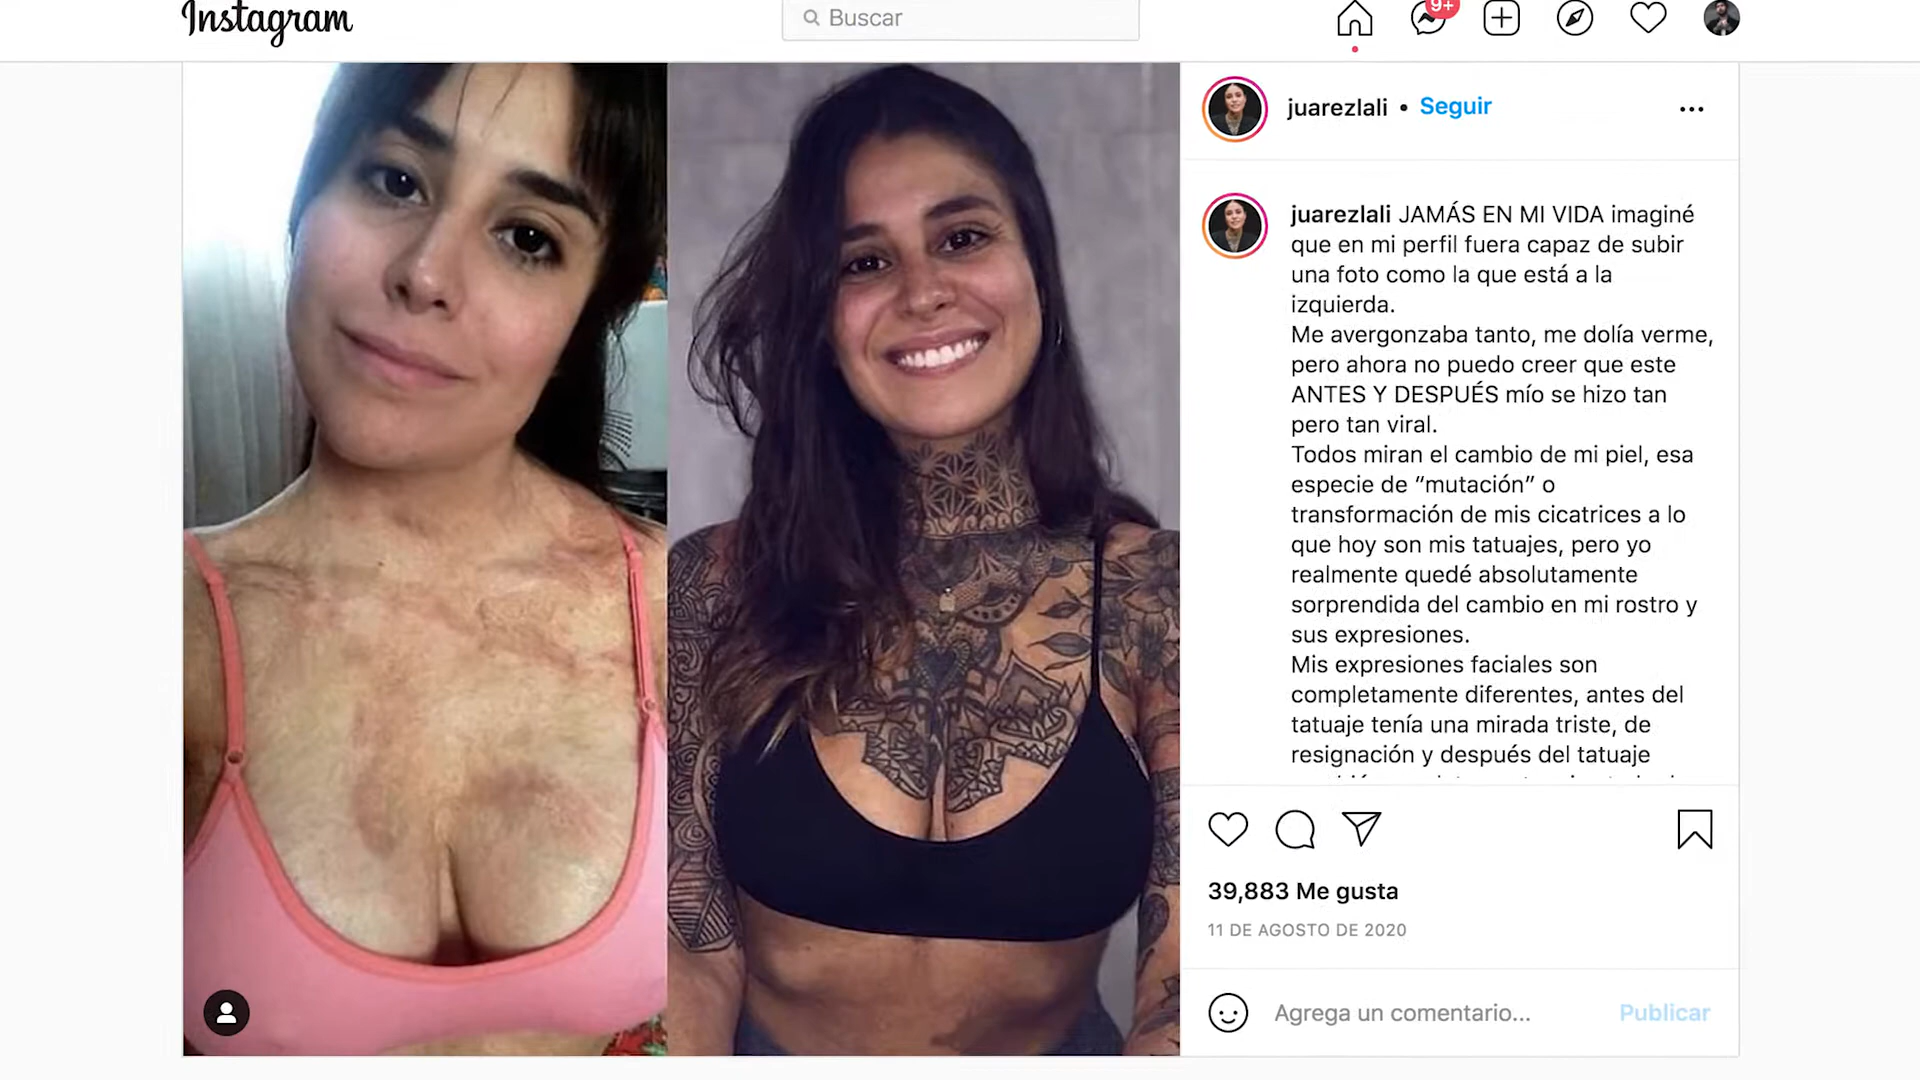 Instagram
Buscar
9+
juarezlali • Seguir
juarezlali JAMÁS EN MI VIDA imaginé
que en mi perfil fuera capaz de subir
una foto como la que está a la
izquierda.
Me avergonzaba tanto, me dolía verme,
pero ahora no puedo creer que este
ANTES Y DESPUÉS mío se hizo tan
pero tan viral.
Todos miran el cambio de mi piel, esa
especie de “mutación” o
transformación de mis cicatrices a lo
que hoy son mis tatuajes, pero yo
realmente quedé absolutamente
sorprendida del cambio en mi rostro y
sus expresiones.
Mis expresiones faciales son
completamente diferentes, antes del
tatuaje tenía una mirada triste, de
resignación y después del tatuaje
39,883 Me gusta
11 DE AGOSTO DE 2020
Agrega un comentario...
Publicar